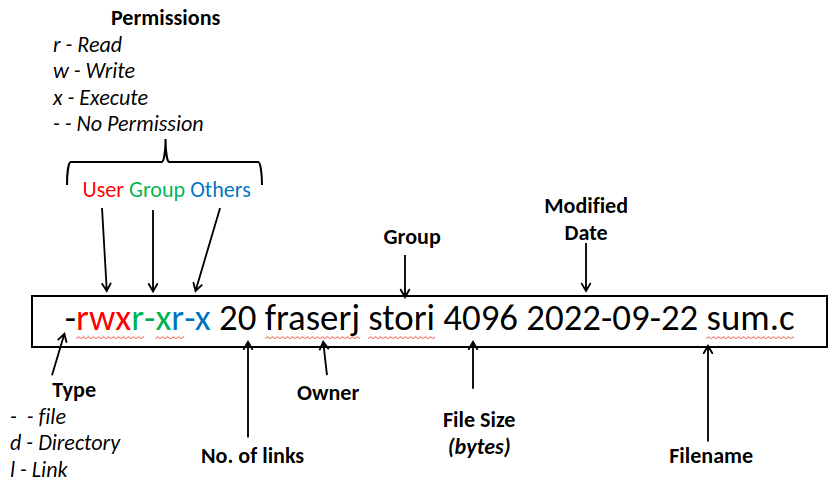 Permissions
r - Read
w - Write
x - Execute
- - No Permission
User Group Others
Modified
Date
Group
-rwxr-xr-x 20 fraserj stori 4096 2022-09-22 sum.c
Type
- - file
d - Directory
l - Link
Owner
No. of links
File Size
(bytes)
Filename